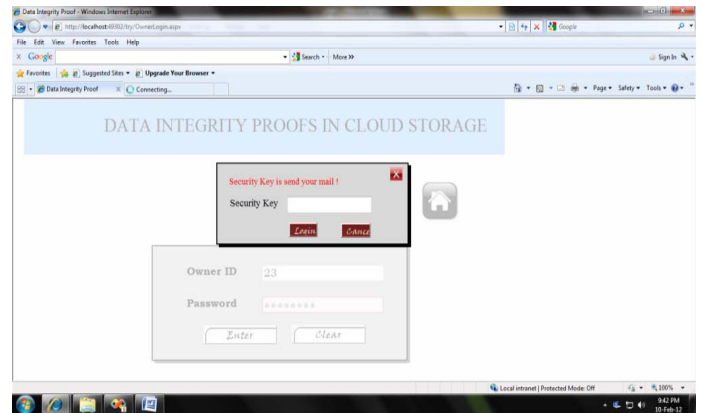 Data Integrity Proof - Windows Internet Explorer
http://localhost:49302/try/OwnerLogin.aspx
Google
File Edit View Favorites Tools Help
x Google Search More >>
Sign In
Favorites Suggested Sites Upgrade Your Browser
Data Integrity Proof X Connecting... Page Safety Tools
DATA INTEGRITY PROOFS IN CLOUD STORAGE
Security Key is send your mail !
Security Key
Login Cance
Owner ID 23
Password ********
Enter Clear
Local intranet | Protected Mode: Off 100%
9:42 PM
10-Feb-12